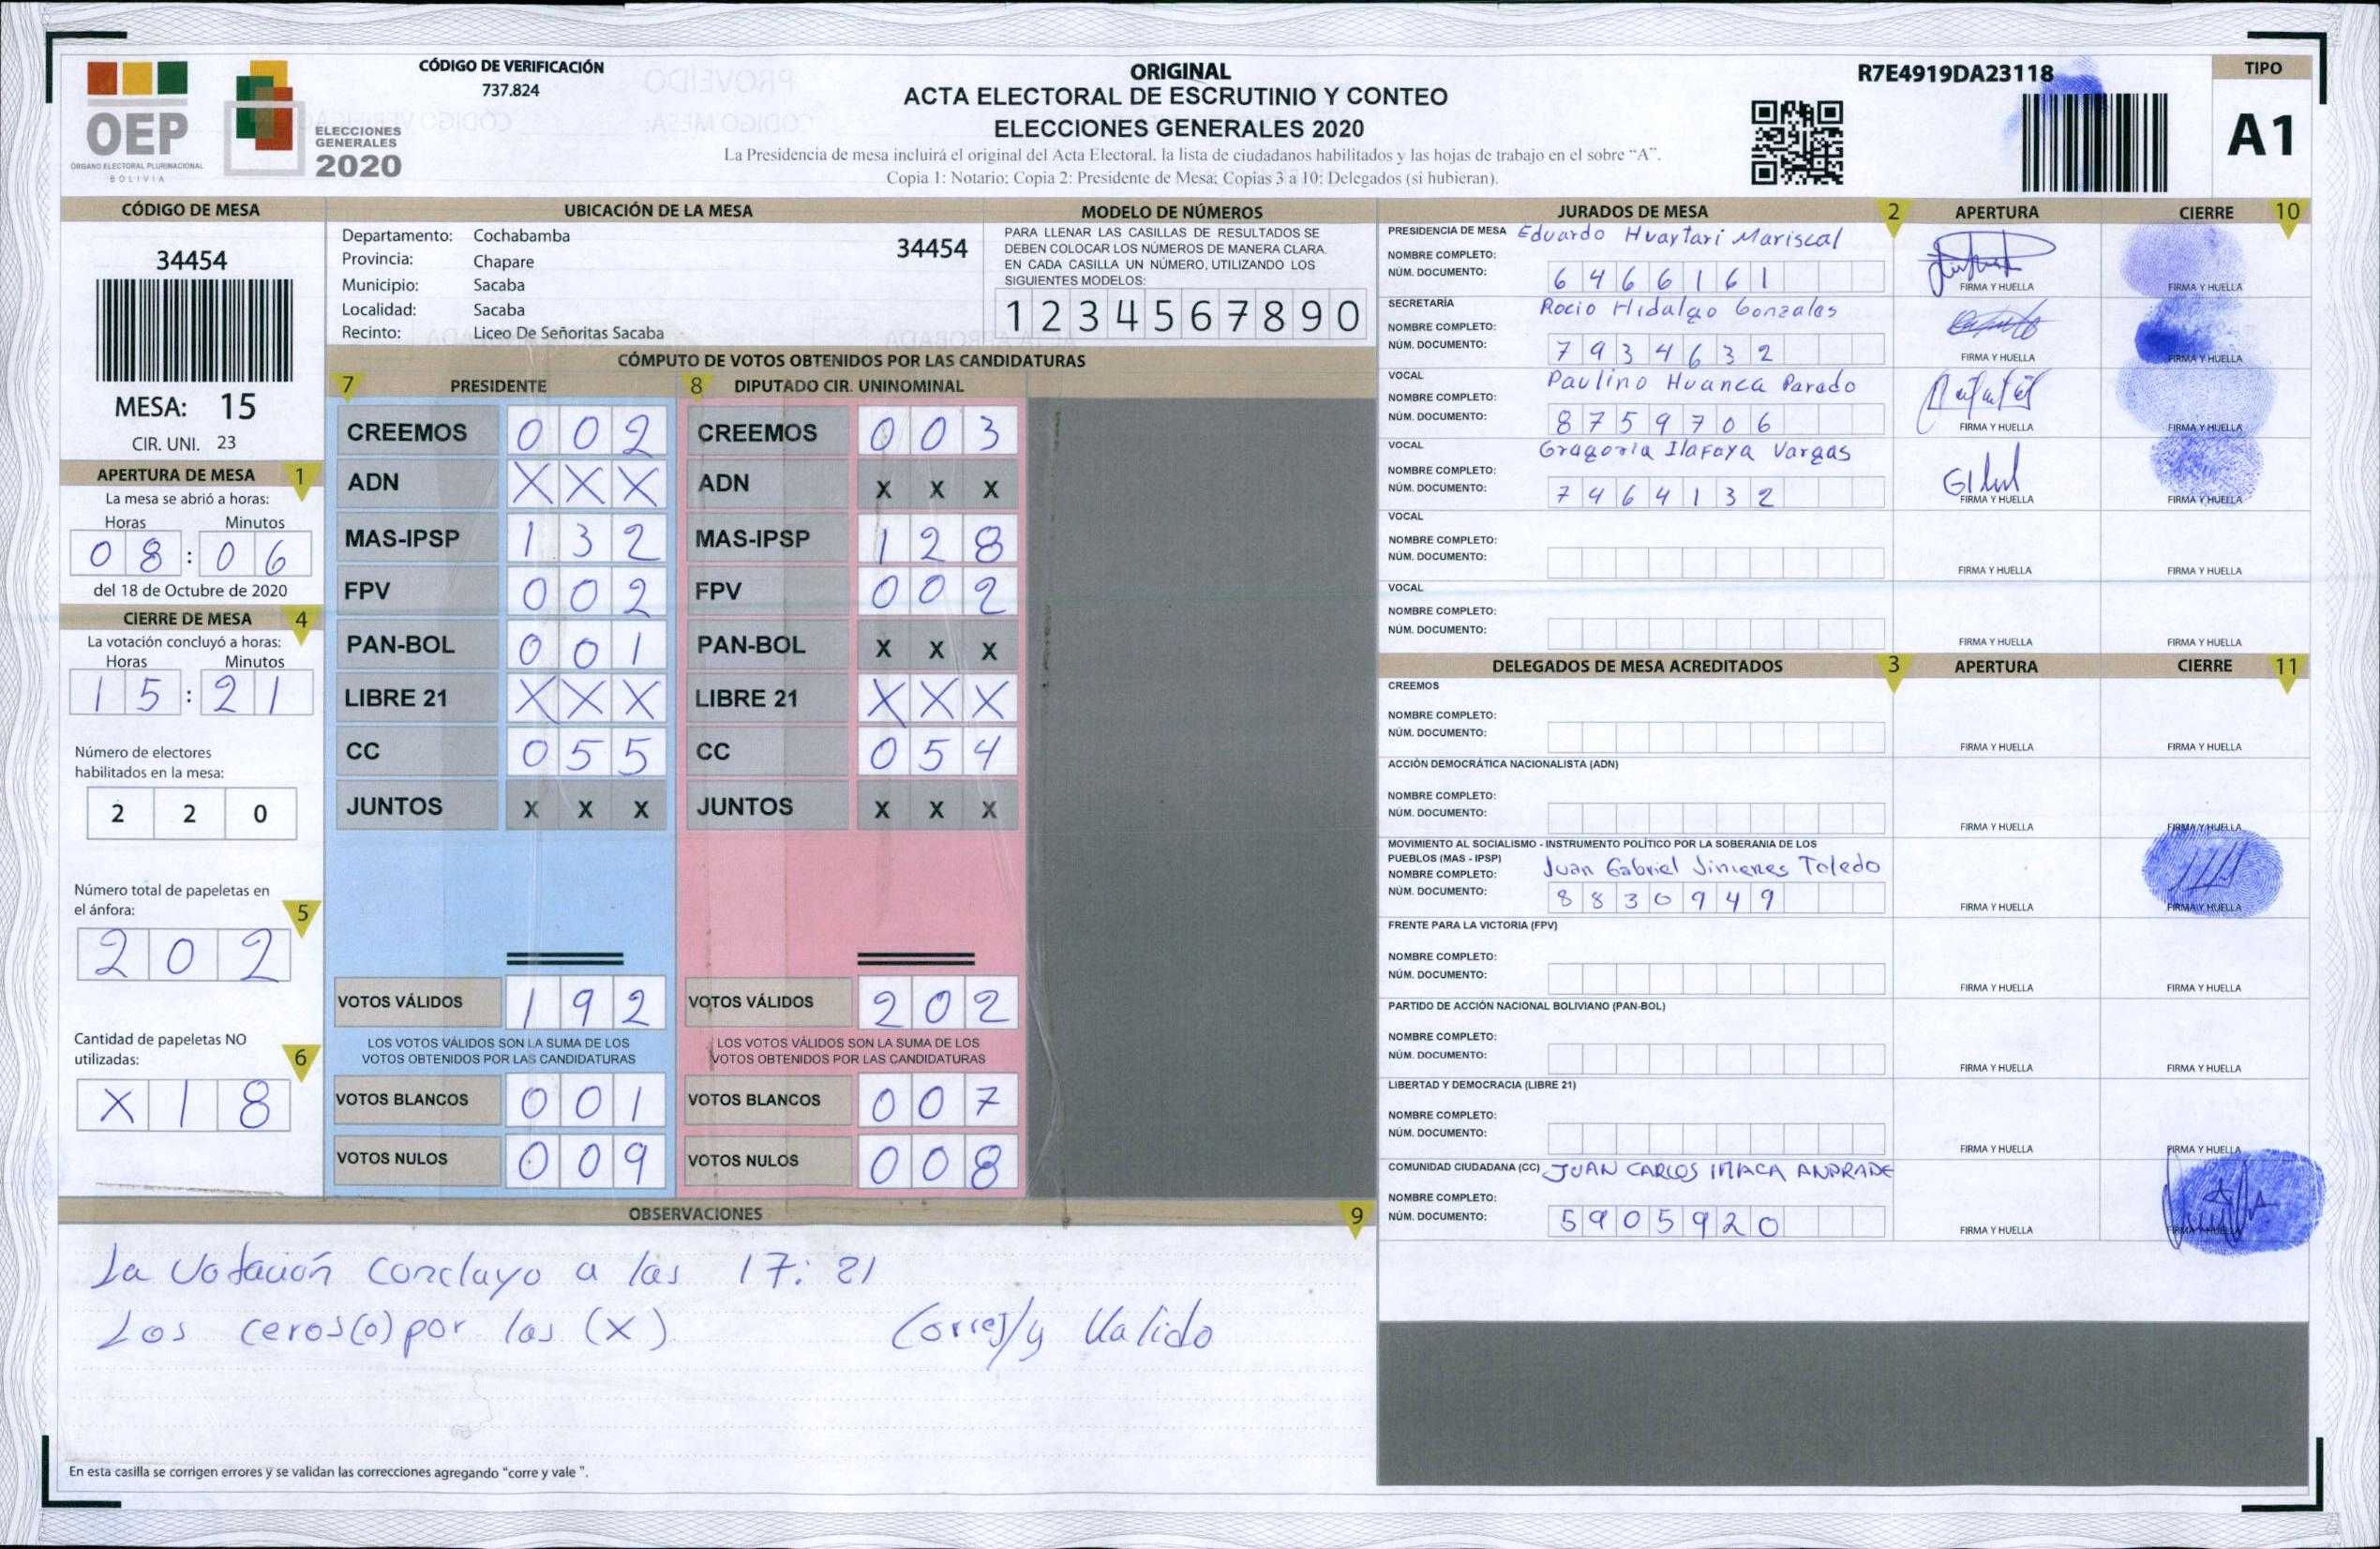 OEP
ÓRGANO ELECTORAL PLURINACIONAL
BOLIVIA
ELECCIONES
GENERALES
2020
CÓDIGO DE VERIFICACIÓN
737.824
ORIGINAL
ACTA ELECTORAL DE ESCRUTINIO Y CONTEO
ELECCIONES GENERALES 2020
La Presidencia de mesa incluirá el original del Acta Electoral, la lista de ciudadanos habilitados y las hojas de trabajo en el sobre “A”.
Copia 1: Notario; Copia 2: Presidente de Mesa; Copias 3 a 10: Delegados (si hubieran).
R7E4919DA23118
TIPO
A1
CÓDIGO DE MESA
34454
MESA: 15
CIR. UNI. 23
APERTURA DE MESA 1
La mesa se abrió a horas:
Horas Minutos
08:06
del 18 de Octubre de 2020
CIERRE DE MESA 4
La votación concluyó a horas:
Horas Minutos
15:21
Número de electores
habilitados en la mesa:
2 2 0
Número total de papeletas en
el ánfora: 5
2 0 2
Cantidad de papeletas NO
utilizadas: 6
X 1 8
UBICACIÓN DE LA MESA
Departamento: Cochabamba 34454
Provincia: Chapare
Municipio: Sacaba
Localidad: Sacaba
Recinto: Liceo De Señoritas Sacaba
MODELO DE NÚMEROS
PARA LLENAR LAS CASILLAS DE RESULTADOS SE
DEBEN COLOCAR LOS NÚMEROS DE MANERA CLARA.
EN CADA CASILLA UN NÚMERO, UTILIZANDO LOS
SIGUIENTES MODELOS:
1 2 3 4 5 6 7 8 9 0
CÓMPUTO DE VOTOS OBTENIDOS POR LAS CANDIDATURAS
7 PRESIDENTE 8 DIPUTADO CIR. UNINOMINAL
CREEMOS 0 0 2 CREEMOS 0 0 3
ADN X X X ADN X X X
MAS-IPSP 1 3 2 MAS-IPSP 1 2 8
FPV 0 0 2 FPV 0 0 2
PAN-BOL 0 0 1 PAN-BOL X X X
LIBRE 21 X X X LIBRE 21 X X X
CC 0 5 5 CC 0 5 4
JUNTOS X X X JUNTOS X X X
VOTOS VÁLIDOS 1 9 2 VOTOS VÁLIDOS 2 0 2
LOS VOTOS VÁLIDOS SON LA SUMA DE LOS LOS VOTOS VÁLIDOS SON LA SUMA DE LOS
VOTOS OBTENIDOS POR LAS CANDIDATURAS VOTOS OBTENIDOS POR LAS CANDIDATURAS
VOTOS BLANCOS 0 0 1 VOTOS BLANCOS 0 0 7
VOTOS NULOS 0 0 9 VOTOS NULOS 0 0 8
OBSERVACIONES 9
La Votación Concluyo a las 17:21
Los ceros(o) por las (X) Corre/y Valido
En esta casilla se corrigen errores y se validan las correcciones agregando "corre y vale ".
JURADOS DE MESA 2 APERTURA CIERRE 10
PRESIDENCIA DE MESA Eduardo Huaytari Mariscal
NOMBRE COMPLETO:
NÚM. DOCUMENTO: 6466161 FIRMA Y HUELLA FIRMA Y HUELLA
SECRETARÍA Rocio Hidalgo Gonzales
NOMBRE COMPLETO:
NÚM. DOCUMENTO: 7934632 FIRMA Y HUELLA FIRMA Y HUELLA
VOCAL Paulino Huanca Parado
NOMBRE COMPLETO:
NÚM. DOCUMENTO: 8759706 FIRMA Y HUELLA FIRMA Y HUELLA
VOCAL Gragoria Ilafaya Vargas
NOMBRE COMPLETO:
NÚM. DOCUMENTO: 7464132 FIRMA Y HUELLA FIRMA Y HUELLA
VOCAL
NOMBRE COMPLETO:
NÚM. DOCUMENTO: FIRMA Y HUELLA FIRMA Y HUELLA
VOCAL
NOMBRE COMPLETO:
NÚM. DOCUMENTO: FIRMA Y HUELLA FIRMA Y HUELLA
DELEGADOS DE MESA ACREDITADOS 3 APERTURA CIERRE 11
CREEMOS
NOMBRE COMPLETO:
NÚM. DOCUMENTO: FIRMA Y HUELLA FIRMA Y HUELLA
ACCIÓN DEMOCRÁTICA NACIONALISTA (ADN)
NOMBRE COMPLETO:
NÚM. DOCUMENTO: FIRMA Y HUELLA FIRMA Y HUELLA
MOVIMIENTO AL SOCIALISMO - INSTRUMENTO POLÍTICO POR LA SOBERANIA DE LOS
PUEBLOS (MAS - IPSP) Juan Gabriel Jimenes Toledo
NOMBRE COMPLETO:
NÚM. DOCUMENTO: 8830949 FIRMA Y HUELLA FIRMA Y HUELLA
FRENTE PARA LA VICTORIA (FPV)
NOMBRE COMPLETO:
NÚM. DOCUMENTO: FIRMA Y HUELLA FIRMA Y HUELLA
PARTIDO DE ACCIÓN NACIONAL BOLIVIANO (PAN-BOL)
NOMBRE COMPLETO:
NÚM. DOCUMENTO: FIRMA Y HUELLA FIRMA Y HUELLA
LIBERTAD Y DEMOCRACIA (LIBRE 21)
NOMBRE COMPLETO:
NÚM. DOCUMENTO: FIRMA Y HUELLA FIRMA Y HUELLA
COMUNIDAD CIUDADANA (CC) JUAN CARLOS IMACA ANDRADE
NOMBRE COMPLETO:
NÚM. DOCUMENTO: 5905920 FIRMA Y HUELLA FIRMA Y HUELLA